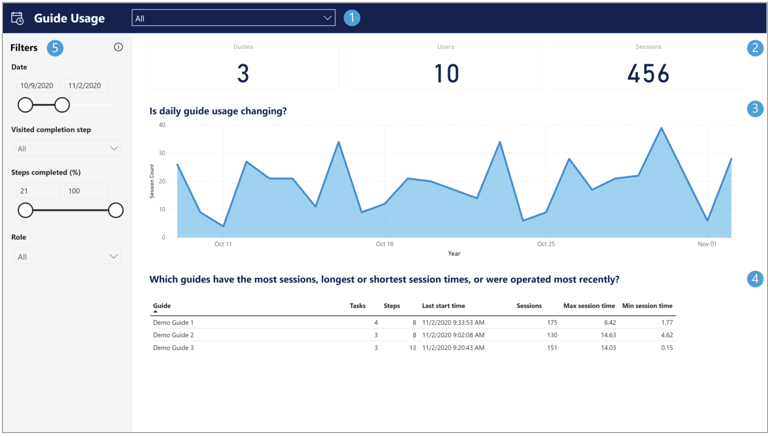 Guide Usage
All
1
Filters
5
Date
10/9/2020
11/2/2020
Visited completion step
All
Steps completed (%)
21
100
Role
All
Guides
3
Users
10
Sessions
456
2
Is daily guide usage changing?
3
Session Count
40
30
20
10
0
Oct 11
Oct 18
Oct 25
Nov 01
Year
Which guides have the most sessions, longest or shortest session times, or were operated most recently?
4
Guide Tasks Steps Last start time Sessions Max session time Min session time
Demo Guide 1 4 8 11/2/2020 9:33:53 AM 175 6.42 1.77
Demo Guide 2 3 8 11/2/2020 9:02:08 AM 130 14.63 4.62
Demo Guide 3 3 13 11/2/2020 9:20:43 AM 151 14.03 0.15